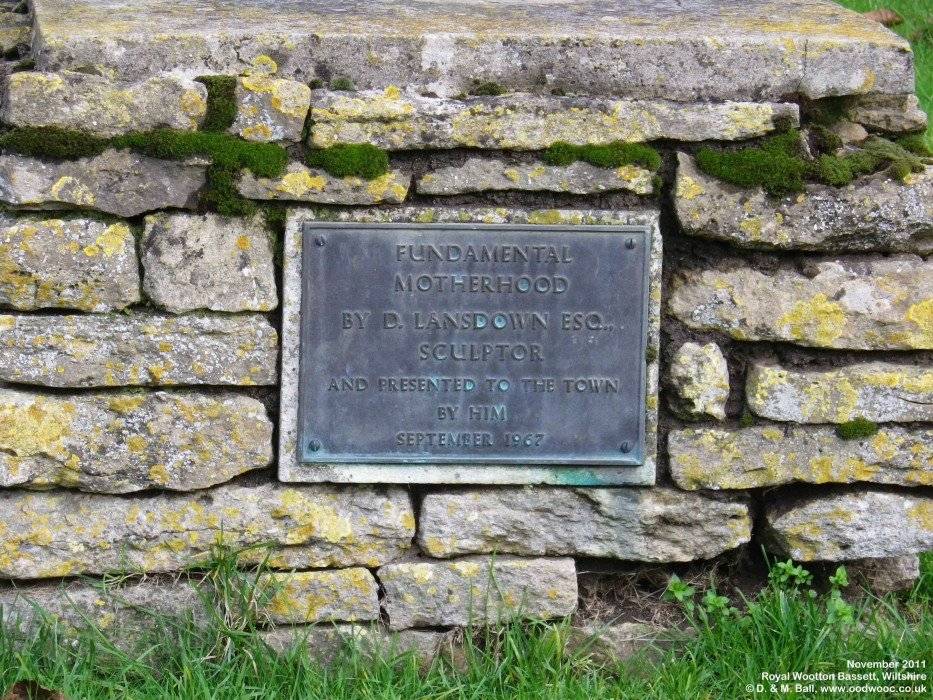 FUNDAMENTAL
MOTHERHOOD
BY D. LANSDOWN ESQ.,
SCULPTOR
AND PRESENTED TO THE TOWN
BY HIM
SEPTEMBER 1967
November 2011
Royal Wootton Bassett, Wiltshire
© D. & M. Ball, www.oodwooc.co.uk